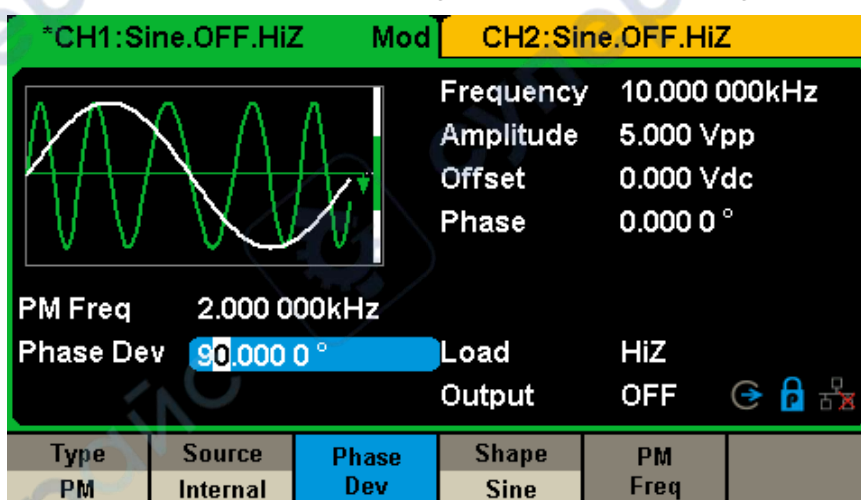 *CH1:Sine.OFF.HiZ Mod CH2:Sine.OFF.HiZ
Frequency 10.000 000kHz
Amplitude 5.000 Vpp
Offset 0.000 Vdc
Phase 0.000 0 °
PM Freq 2.000 000kHz
Phase Dev 90.000 0 ° Load HiZ
Output OFF P
Type Source Phase Dev Shape PM Freq
PM Internal Sine